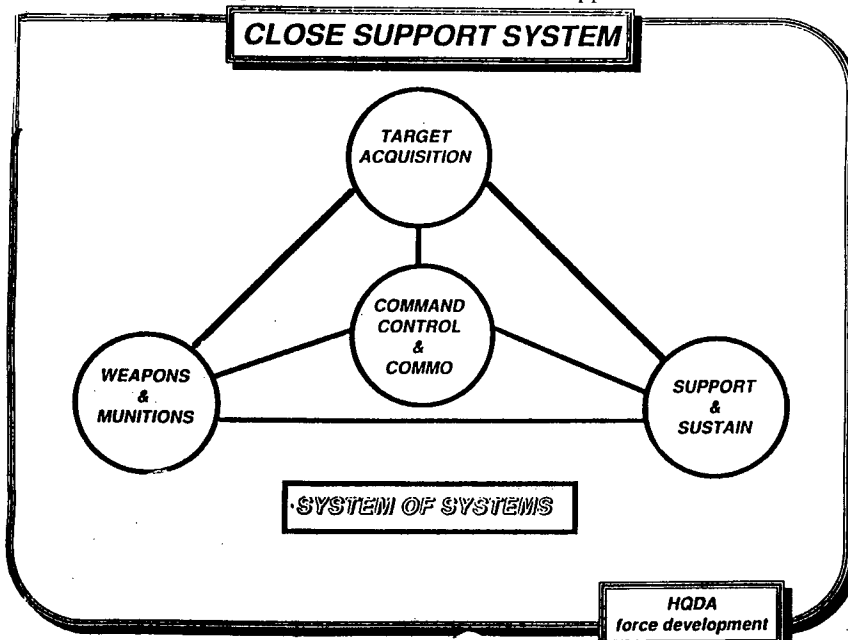 CLOSE SUPPORT SYSTEM
TARGET
ACQUISITION
COMMAND
CONTROL
&
COMMO
WEAPONS
&
MUNITIONS
SUPPORT
&
SUSTAIN
SYSTEM OF SYSTEMS
HQDA
force development